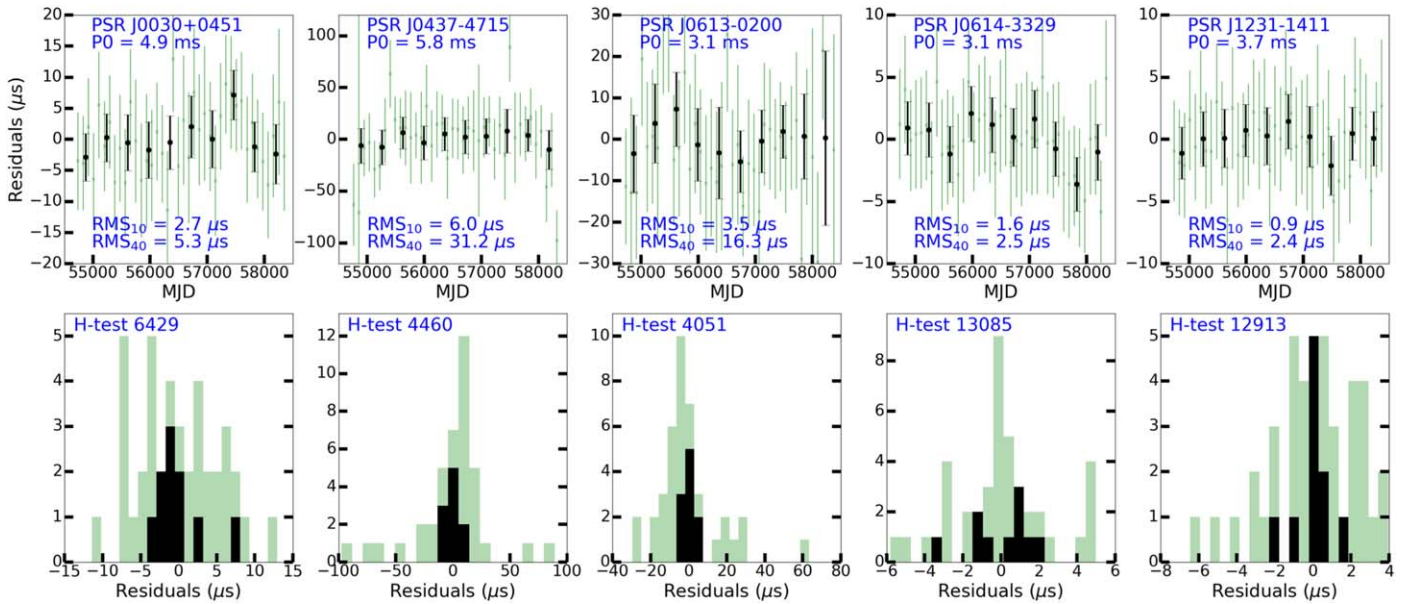 PSR J0030+0451
P0 = 4.9 ms
RMS10 = 2.7 μs
RMS40 = 5.3 μs
20
15
10
5
0
−5
−10
−15
−20
Residuals (μs)
55000 56000 57000 58000
MJD
PSR J0437-4715
P0 = 5.8 ms
RMS10 = 6.0 μs
RMS40 = 31.2 μs
100
50
0
−50
−100
55000 56000 57000 58000
MJD
PSR J0613-0200
P0 = 3.1 ms
RMS10 = 3.5 μs
RMS40 = 16.3 μs
30
20
10
0
−10
−20
−30
55000 56000 57000 58000
MJD
PSR J0614-3329
P0 = 3.1 ms
RMS10 = 1.6 μs
RMS40 = 2.5 μs
10
5
0
−5
−10
55000 56000 57000 58000
MJD
PSR J1231-1411
P0 = 3.7 ms
RMS10 = 0.9 μs
RMS40 = 2.4 μs
10
5
0
−5
−10
55000 56000 57000 58000
MJD
H-test 6429
5
4
3
2
1
0
−15 −10 −5 0 5 10 15
Residuals (μs)
H-test 4460
12
10
8
6
4
2
0
−100 −50 0 50 100
Residuals (μs)
H-test 4051
10
8
6
4
2
0
−40 −20 0 20 40 60 80
Residuals (μs)
H-test 13085
8
6
4
2
0
−6 −4 −2 0 2 4 6
Residuals (μs)
H-test 12913
5
4
3
2
1
0
−8 −6 −4 −2 0 2 4
Residuals (μs)